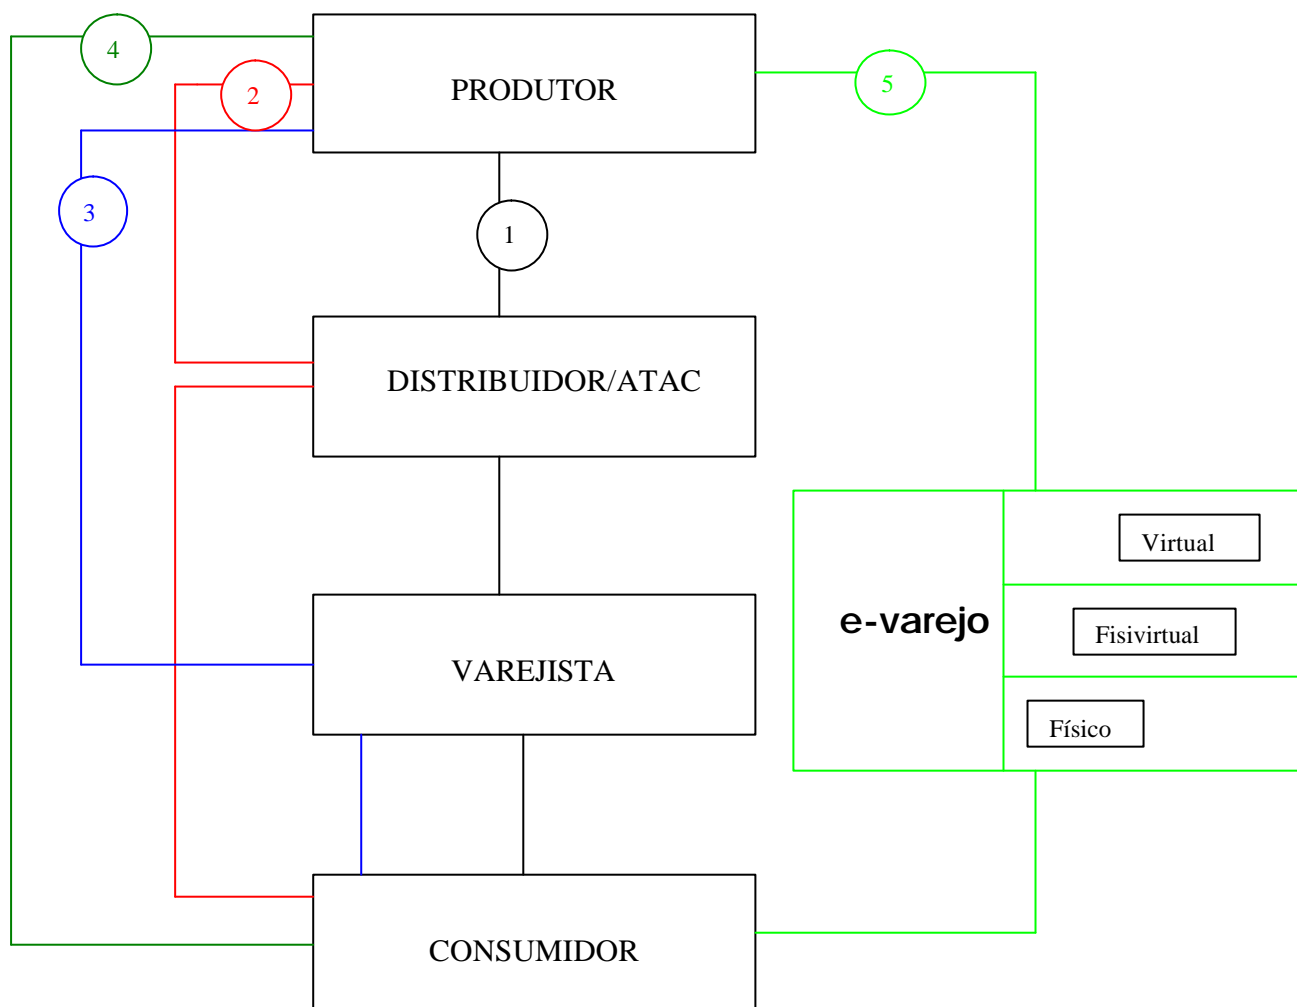 4
2
5
PRODUTOR
3
1
DISTRIBUIDOR/ATAC
Virtual
e-varejo
Fisivirtual
VAREJISTA
Físico
CONSUMIDOR